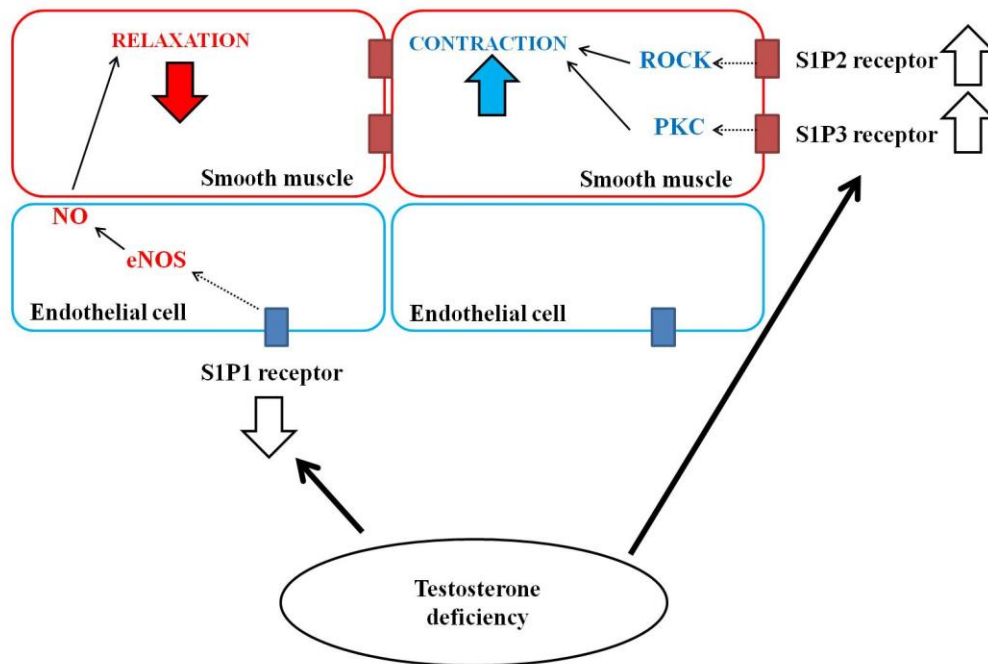 RELAXATION
CONTRACTION
ROCK
S1P2 receptor
PKC
S1P3 receptor
Smooth muscle
Smooth muscle
NO
eNOS
Endothelial cell
Endothelial cell
S1P1 receptor
Testosterone
deficiency